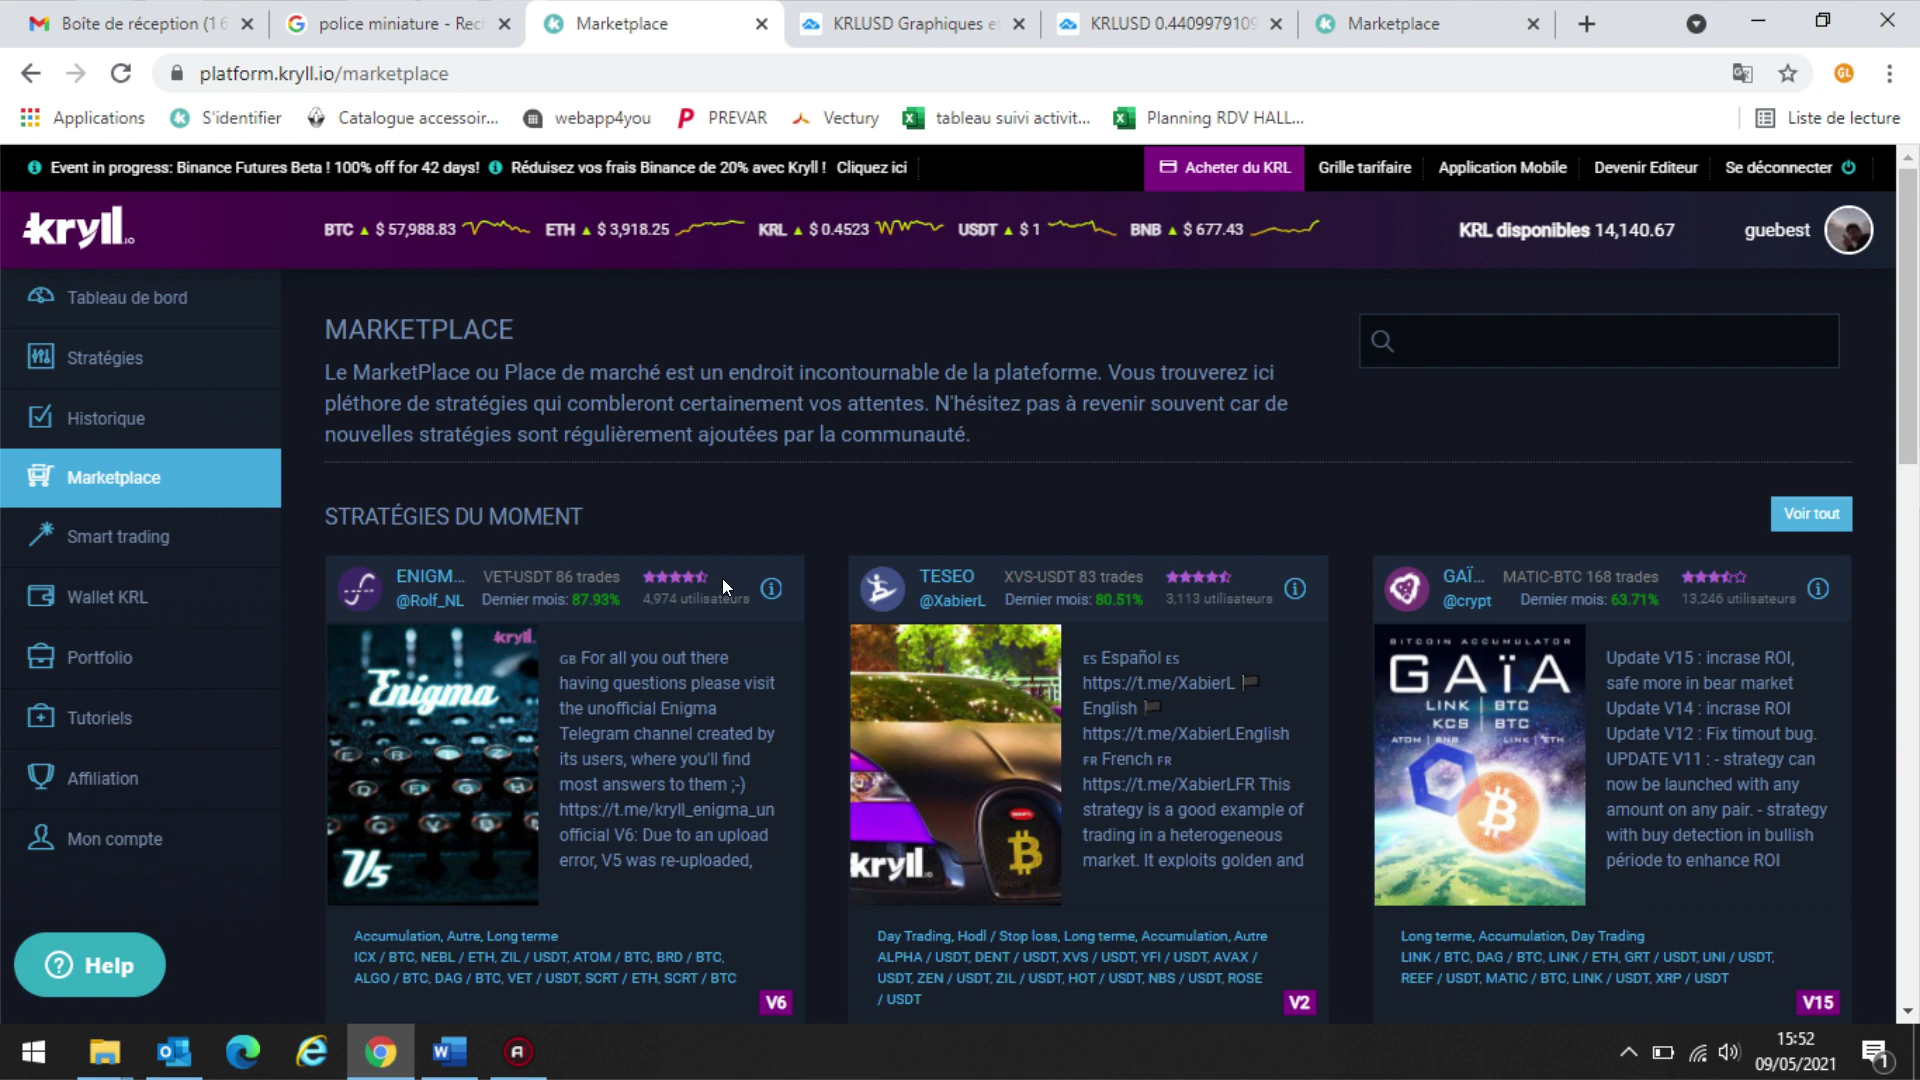 Boîte de réception (1 6
police miniature - Rech
Marketplace
KRLUSD Graphiques et
KRLUSD 0.4409979109
Marketplace
platform.kryll.io/marketplace
Applications
S'identifier
Catalogue accessoir...
webapp4you
PREVAR
Vectury
tableau suivi activit...
Planning RDV HALL...
Liste de lecture
Event in progress: Binance Futures Beta ! 100% off for 42 days!
Réduisez vos frais Binance de 20% avec Kryll !
Cliquez ici
Acheter du KRL
Grille tarifaire
Application Mobile
Devenir Editeur
Se déconnecter
kryll.io
BTC ▲ $ 57,988.83
ETH ▲ $ 3,918.25
KRL ▲ $ 0.4523
USDT ▲ $ 1
BNB ▲ $ 677.43
KRL disponibles 14,140.67
guebest
Tableau de bord
Stratégies
Historique
Marketplace
Smart trading
Wallet KRL
Portfolio
Tutoriels
Affiliation
Mon compte
Help
MARKETPLACE
Le MarketPlace ou Place de marché est un endroit incontournable de la plateforme. Vous trouverez ici
pléthore de stratégies qui combleront certainement vos attentes. N'hésitez pas à revenir souvent car de
nouvelles stratégies sont régulièrement ajoutées par la communauté.
STRATÉGIES DU MOMENT
Voir tout
ENIGM...
@Rolf_NL
VET-USDT 86 trades
Dernier mois: 87.93%
4,974 utilisateurs
kryll.
Enigma
V5
GB For all you out there
having questions please visit
the unofficial Enigma
Telegram channel created by
its users, where you'll find
most answers to them ;-)
https://t.me/kryll_enigma_un
official V6: Due to an upload
error, V5 was re-uploaded,
Accumulation, Autre, Long terme
ICX / BTC, NEBL / ETH, ZIL / USDT, ATOM / BTC, BRD / BTC,
ALGO / BTC, DAG / BTC, VET / USDT, SCRT / ETH, SCRT / BTC
V6
TESEO
@XabierL
XVS-USDT 83 trades
Dernier mois: 80.51%
3,113 utilisateurs
kryll.io
ES Español ES
https://t.me/XabierL
English
https://t.me/XabierLEnglish
FR French FR
https://t.me/XabierLFR This
strategy is a good example of
trading in a heterogeneous
market. It exploits golden and
Day Trading, Hodl / Stop loss, Long terme, Accumulation, Autre
ALPHA / USDT, DENT / USDT, XVS / USDT, YFI / USDT, AVAX /
USDT, ZEN / USDT, ZIL / USDT, HOT / USDT, NBS / USDT, ROSE
/ USDT
V2
GAÏ...
@crypt
MATIC-BTC 168 trades
Dernier mois: 63.71%
13,246 utilisateurs
BITCOIN ACCUMULATOR
GAïA
LINK | BTC
KCS | BTC
ATOM | BNB LINK | ETH
Update V15 : incrase ROI,
safe more in bear market
Update V14 : incrase ROI
Update V12 : Fix timout bug.
UPDATE V11 : - strategy can
now be launched with any
amount on any pair. - strategy
with buy detection in bullish
période to enhance ROI
Long terme, Accumulation, Day Trading
LINK / BTC, DAG / BTC, LINK / ETH, GRT / USDT, UNI / USDT,
REEF / USDT, MATIC / BTC, LINK / USDT, XRP / USDT
V15
15:52
09/05/2021
1